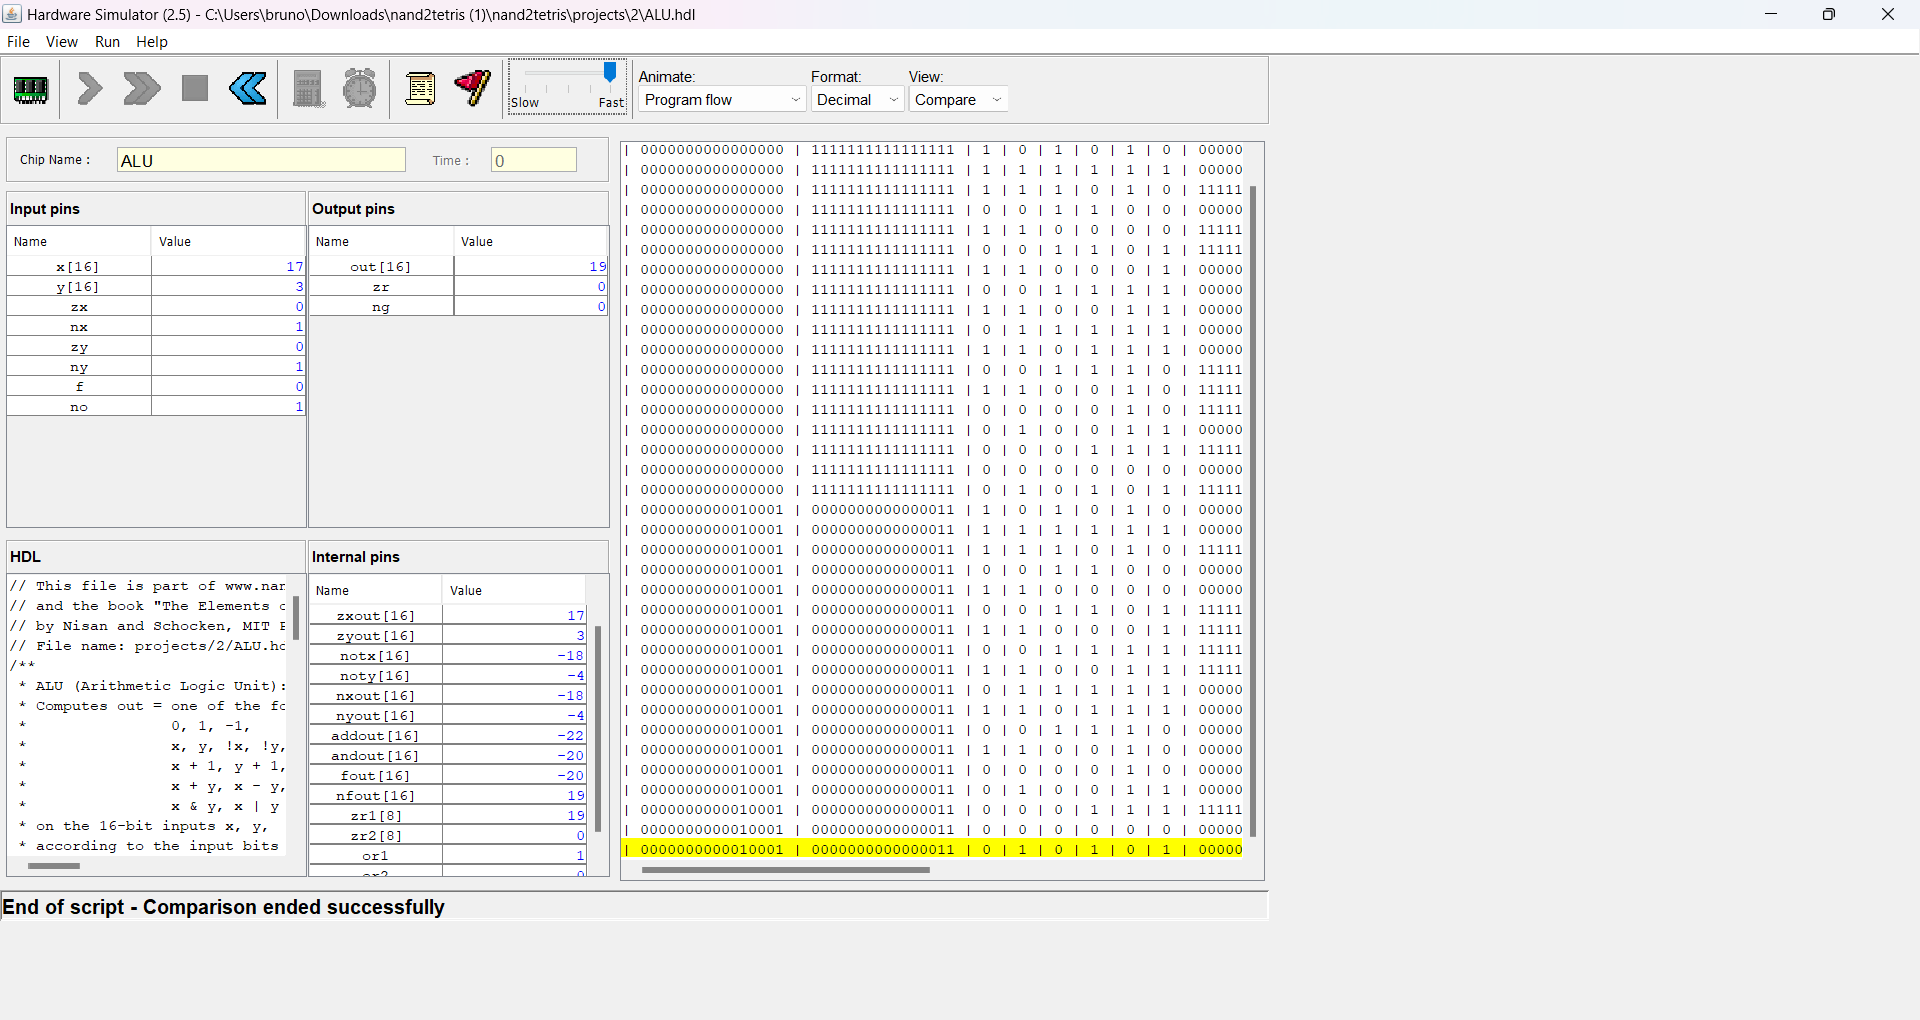 Hardware Simulator (2.5) - C:\Users\bruno\Downloads\nand2tetris (1)\nand2tetris\projects\2\ALU.hdl
File View Run Help
Slow Fast
Animate: Format: View:
Program flow Decimal Compare
Chip Name : ALU Time : 0
Input pins
Name Value
x[16] 17
y[16] 3
zx 0
nx 1
zy 0
ny 1
f 0
no 1
Output pins
Name Value
out[16] 19
zr 0
ng 0
HDL
// This file is part of www.nan
// and the book "The Elements o
// by Nisan and Schocken, MIT P
// File name: projects/2/ALU.hd
/**
* ALU (Arithmetic Logic Unit):
* Computes out = one of the fo
* 0, 1, -1,
* x, y, !x, !y,
* x + 1, y + 1,
* x + y, x - y,
* x & y, x | y
* on the 16-bit inputs x, y,
* according to the input bits
Internal pins
Name Value
zxout[16] 17
zyout[16] 3
notx[16] -18
noty[16] -4
nxout[16] -18
nyout[16] -4
addout[16] -22
andout[16] -20
fout[16] -20
nfout[16] 19
zr1[8] 19
zr2[8] 0
or1 1
or2 0
| 0000000000000000 | 1111111111111111 | 1 | 0 | 1 | 0 | 1 | 0 | 00000
| 0000000000000000 | 1111111111111111 | 1 | 1 | 1 | 1 | 1 | 1 | 00000
| 0000000000000000 | 1111111111111111 | 1 | 1 | 1 | 0 | 1 | 0 | 11111
| 0000000000000000 | 1111111111111111 | 0 | 0 | 1 | 1 | 0 | 0 | 00000
| 0000000000000000 | 1111111111111111 | 1 | 1 | 0 | 0 | 0 | 0 | 11111
| 0000000000000000 | 1111111111111111 | 0 | 0 | 1 | 1 | 0 | 1 | 11111
| 0000000000000000 | 1111111111111111 | 1 | 1 | 0 | 0 | 0 | 1 | 00000
| 0000000000000000 | 1111111111111111 | 0 | 0 | 1 | 1 | 1 | 1 | 00000
| 0000000000000000 | 1111111111111111 | 1 | 1 | 0 | 0 | 1 | 1 | 00000
| 0000000000000000 | 1111111111111111 | 0 | 1 | 1 | 1 | 1 | 1 | 00000
| 0000000000000000 | 1111111111111111 | 1 | 1 | 0 | 1 | 1 | 1 | 00000
| 0000000000000000 | 1111111111111111 | 0 | 0 | 1 | 1 | 1 | 0 | 11111
| 0000000000000000 | 1111111111111111 | 1 | 1 | 0 | 0 | 1 | 0 | 11111
| 0000000000000000 | 1111111111111111 | 0 | 0 | 0 | 0 | 1 | 0 | 11111
| 0000000000000000 | 1111111111111111 | 0 | 1 | 0 | 0 | 1 | 1 | 00000
| 0000000000000000 | 1111111111111111 | 0 | 0 | 0 | 1 | 1 | 1 | 11111
| 0000000000000000 | 1111111111111111 | 0 | 0 | 0 | 0 | 0 | 0 | 00000
| 0000000000000000 | 1111111111111111 | 0 | 1 | 0 | 1 | 0 | 1 | 11111
| 0000000000010001 | 0000000000000011 | 1 | 0 | 1 | 0 | 1 | 0 | 00000
| 0000000000010001 | 0000000000000011 | 1 | 1 | 1 | 1 | 1 | 1 | 00000
| 0000000000010001 | 0000000000000011 | 1 | 1 | 1 | 0 | 1 | 0 | 11111
| 0000000000010001 | 0000000000000011 | 0 | 0 | 1 | 1 | 0 | 0 | 00000
| 0000000000010001 | 0000000000000011 | 1 | 1 | 0 | 0 | 0 | 0 | 00000
| 0000000000010001 | 0000000000000011 | 0 | 0 | 1 | 1 | 0 | 1 | 11111
| 0000000000010001 | 0000000000000011 | 1 | 1 | 0 | 0 | 0 | 1 | 11111
| 0000000000010001 | 0000000000000011 | 0 | 0 | 1 | 1 | 1 | 1 | 11111
| 0000000000010001 | 0000000000000011 | 1 | 1 | 0 | 0 | 1 | 1 | 11111
| 0000000000010001 | 0000000000000011 | 0 | 1 | 1 | 1 | 1 | 1 | 00000
| 0000000000010001 | 0000000000000011 | 1 | 1 | 0 | 1 | 1 | 1 | 00000
| 0000000000010001 | 0000000000000011 | 0 | 0 | 1 | 1 | 1 | 0 | 00000
| 0000000000010001 | 0000000000000011 | 1 | 1 | 0 | 0 | 1 | 0 | 00000
| 0000000000010001 | 0000000000000011 | 0 | 0 | 0 | 0 | 1 | 0 | 00000
| 0000000000010001 | 0000000000000011 | 0 | 1 | 0 | 0 | 1 | 1 | 00000
| 0000000000010001 | 0000000000000011 | 0 | 0 | 0 | 1 | 1 | 1 | 11111
| 0000000000010001 | 0000000000000011 | 0 | 0 | 0 | 0 | 0 | 0 | 00000
| 0000000000010001 | 0000000000000011 | 0 | 1 | 0 | 1 | 0 | 1 | 00000
End of script - Comparison ended successfully